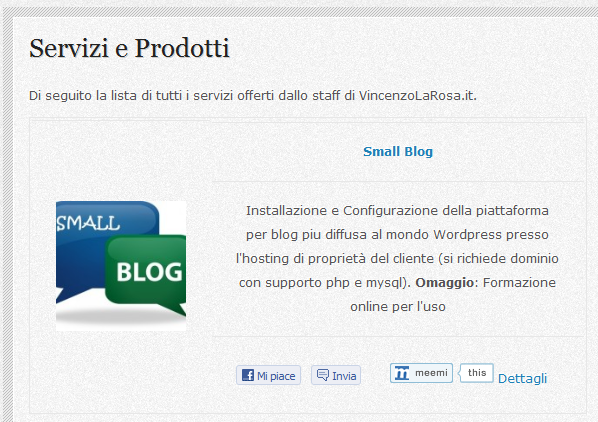 Servizi e Prodotti
Di seguito la lista di tutti i servizi offerti dallo staff di VincenzoLaRosa.it.
Small Blog
SMALL
BLOG
Installazione e Configurazione della piattaforma
per blog piu diffusa al mondo Wordpress presso
l'hosting di proprietà del cliente (si richiede dominio
con supporto php e mysql). Omaggio: Formazione
online per l'uso
Mi piace Invia meemi this Dettagli